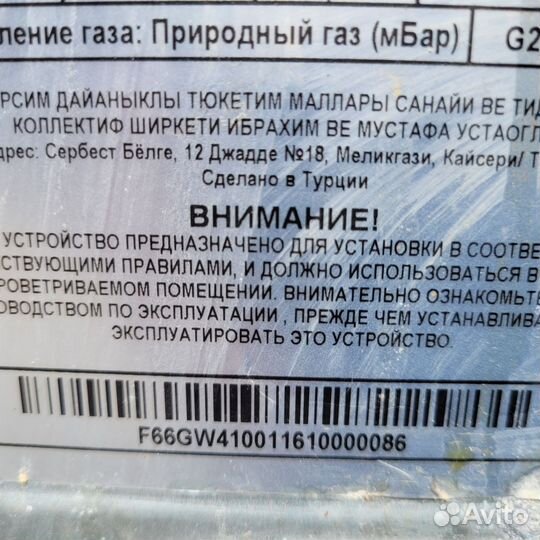 ление газа: Природный газ (мБар) G2
РСИМ ДАЙАНЫКЛЫ ТЮКЕТИМ МАЛЛАРЫ САНАЙИ ВЕ ТИД
КОЛЛЕКТИФ ШИРКЕТИ ИБРАХИМ ВЕ МУСТАФА УСТАОГЛ
дрес: Сербест Бёлге, 12 Джадде №18, Меликгази, Кайсери/ Т
Сделано в Турции
ВНИМАНИЕ!
УСТРОЙСТВО ПРЕДНАЗНАЧЕНО ДЛЯ УСТАНОВКИ В СООТВЕ
СТВУЮЩИМИ ПРАВИЛАМИ, И ДОЛЖНО ИСПОЛЬЗОВАТЬСЯ В
РОВЕТРИВАЕМОМ ПОМЕЩЕНИИ. ВНИМАТЕЛЬНО ОЗНАКОМЬТЕ
ОВОДСТВОМ ПО ЭКСПЛУАТАЦИИ , ПРЕЖДЕ ЧЕМ УСТАНАВЛИВА
ЭКСПЛУАТИРОВАТЬ ЭТО УСТРОЙСТВО.
F66GW410011610000086
Avito